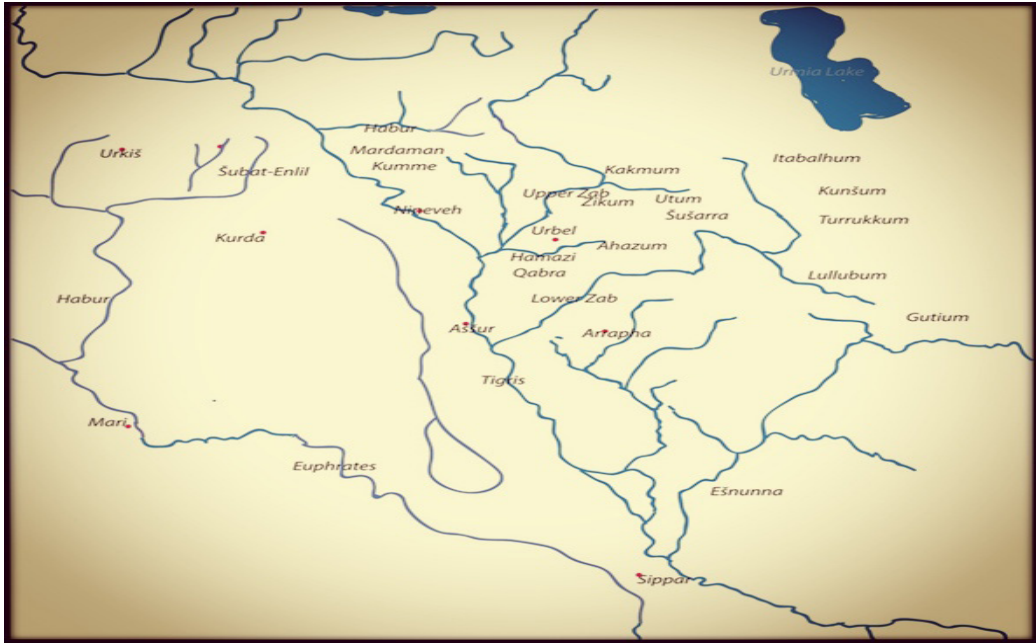 Urmia Lake
Habur
Urkiš
Mardaman
Itabalhum
Kumme
Šubat-Enlil
Kakmum
Kunšum
Upper Zab
Utum
Zikum
Nineveh
Sušarra
Turrukkum
Urbel
Kurda
Ahazum
Hamazi
Qabra
Lullubum
Habur
Lower Zab
Gutium
Aššur
Arrapha
Tigris
Mari
Euphrates
Ešnunna
Sippar